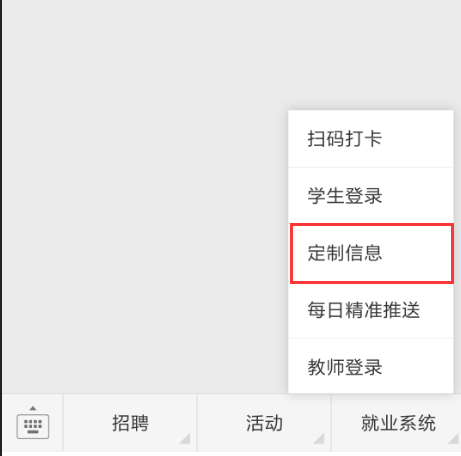 扫码打卡
学生登录
定制信息
每日精准推送
教师登录
招聘 活动 就业系统